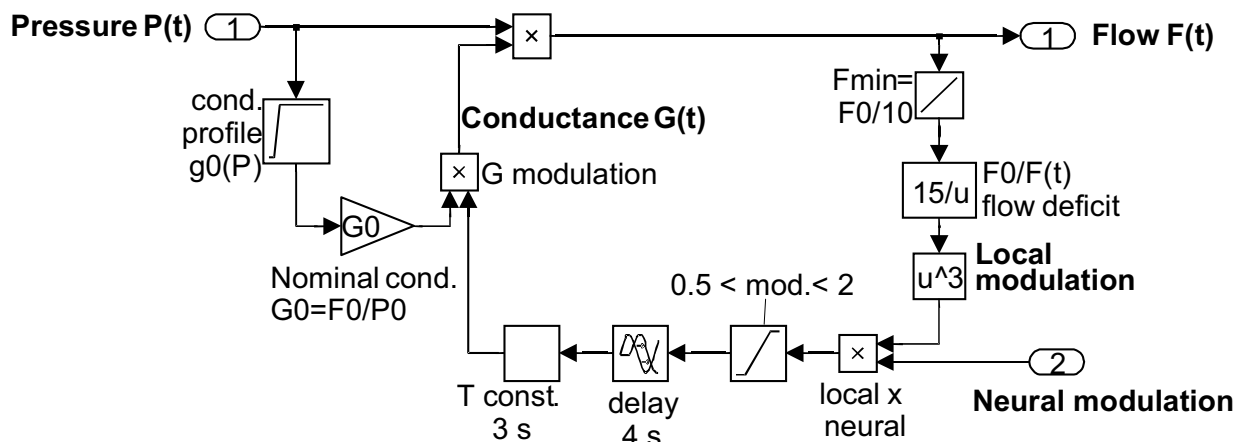 Pressure P(t)
1
×
1
Flow F(t)
cond.
profile
g0(P)
Conductance G(t)
Fmin=
F0/10
×
G modulation
15/u
F0/F(t)
flow deficit
G0
Nominal cond.
G0=F0/P0
u^3
Local
modulation
0.5 < mod.< 2
×
2
T const.
3 s
delay
4 s
local x
neural
Neural modulation